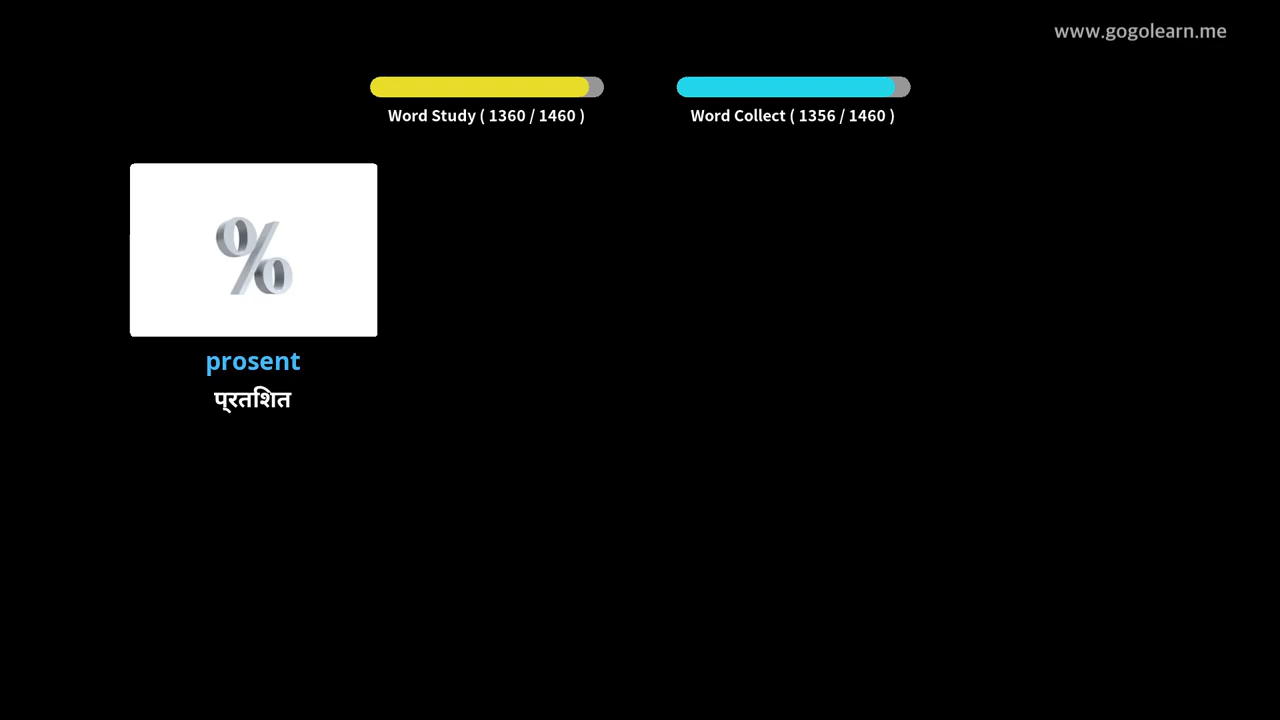 www.gogolearn.me
Word Study ( 1360 / 1460 )
Word Collect ( 1356 / 1460 )
%
prosent
प्रतिशत